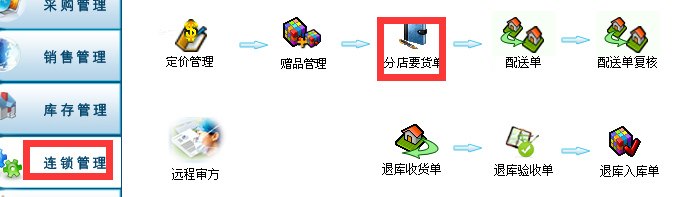 采购管理
销售管理
库存管理
连锁管理
定价管理
赠品管理
分店要货单
配送单
配送单复核
远程审方
退库收货单
退库验收单
退库入库单